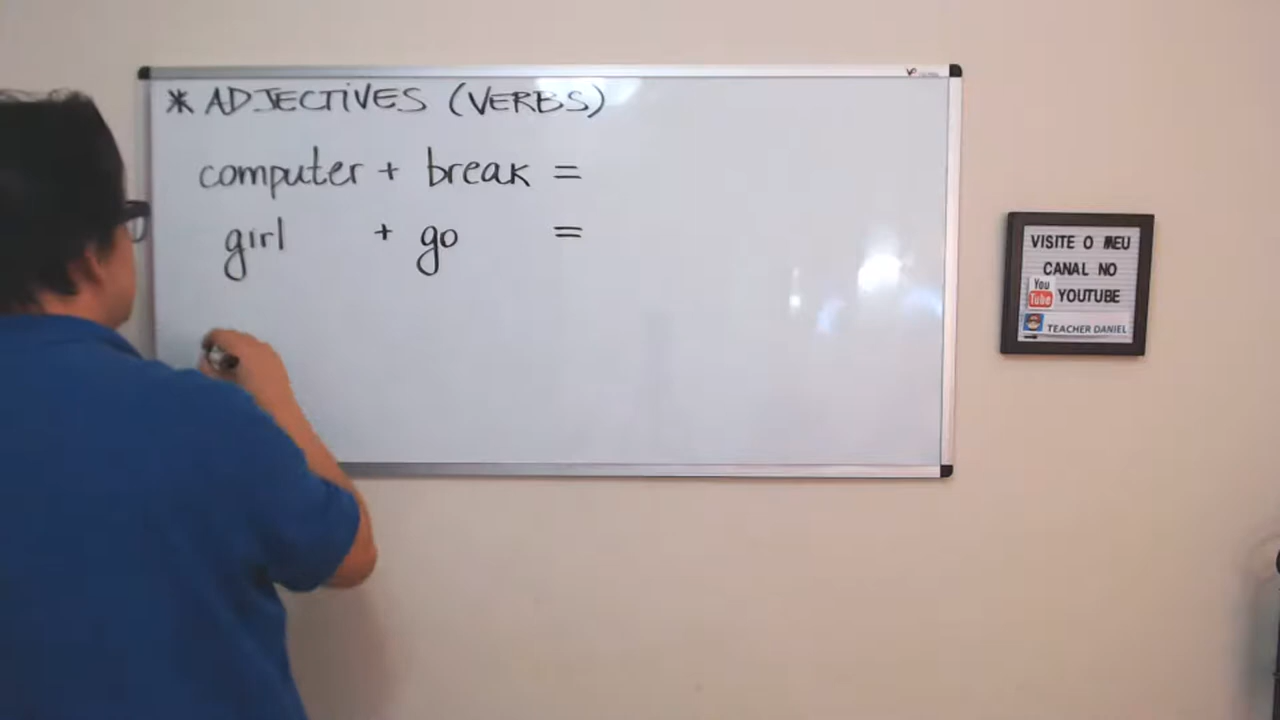 * ADJECTIVES (VERBS)
computer + break =
girl + go =
VISITE O MEU
CANAL NO
You
Tube YOUTUBE
TEACHER DANIEL